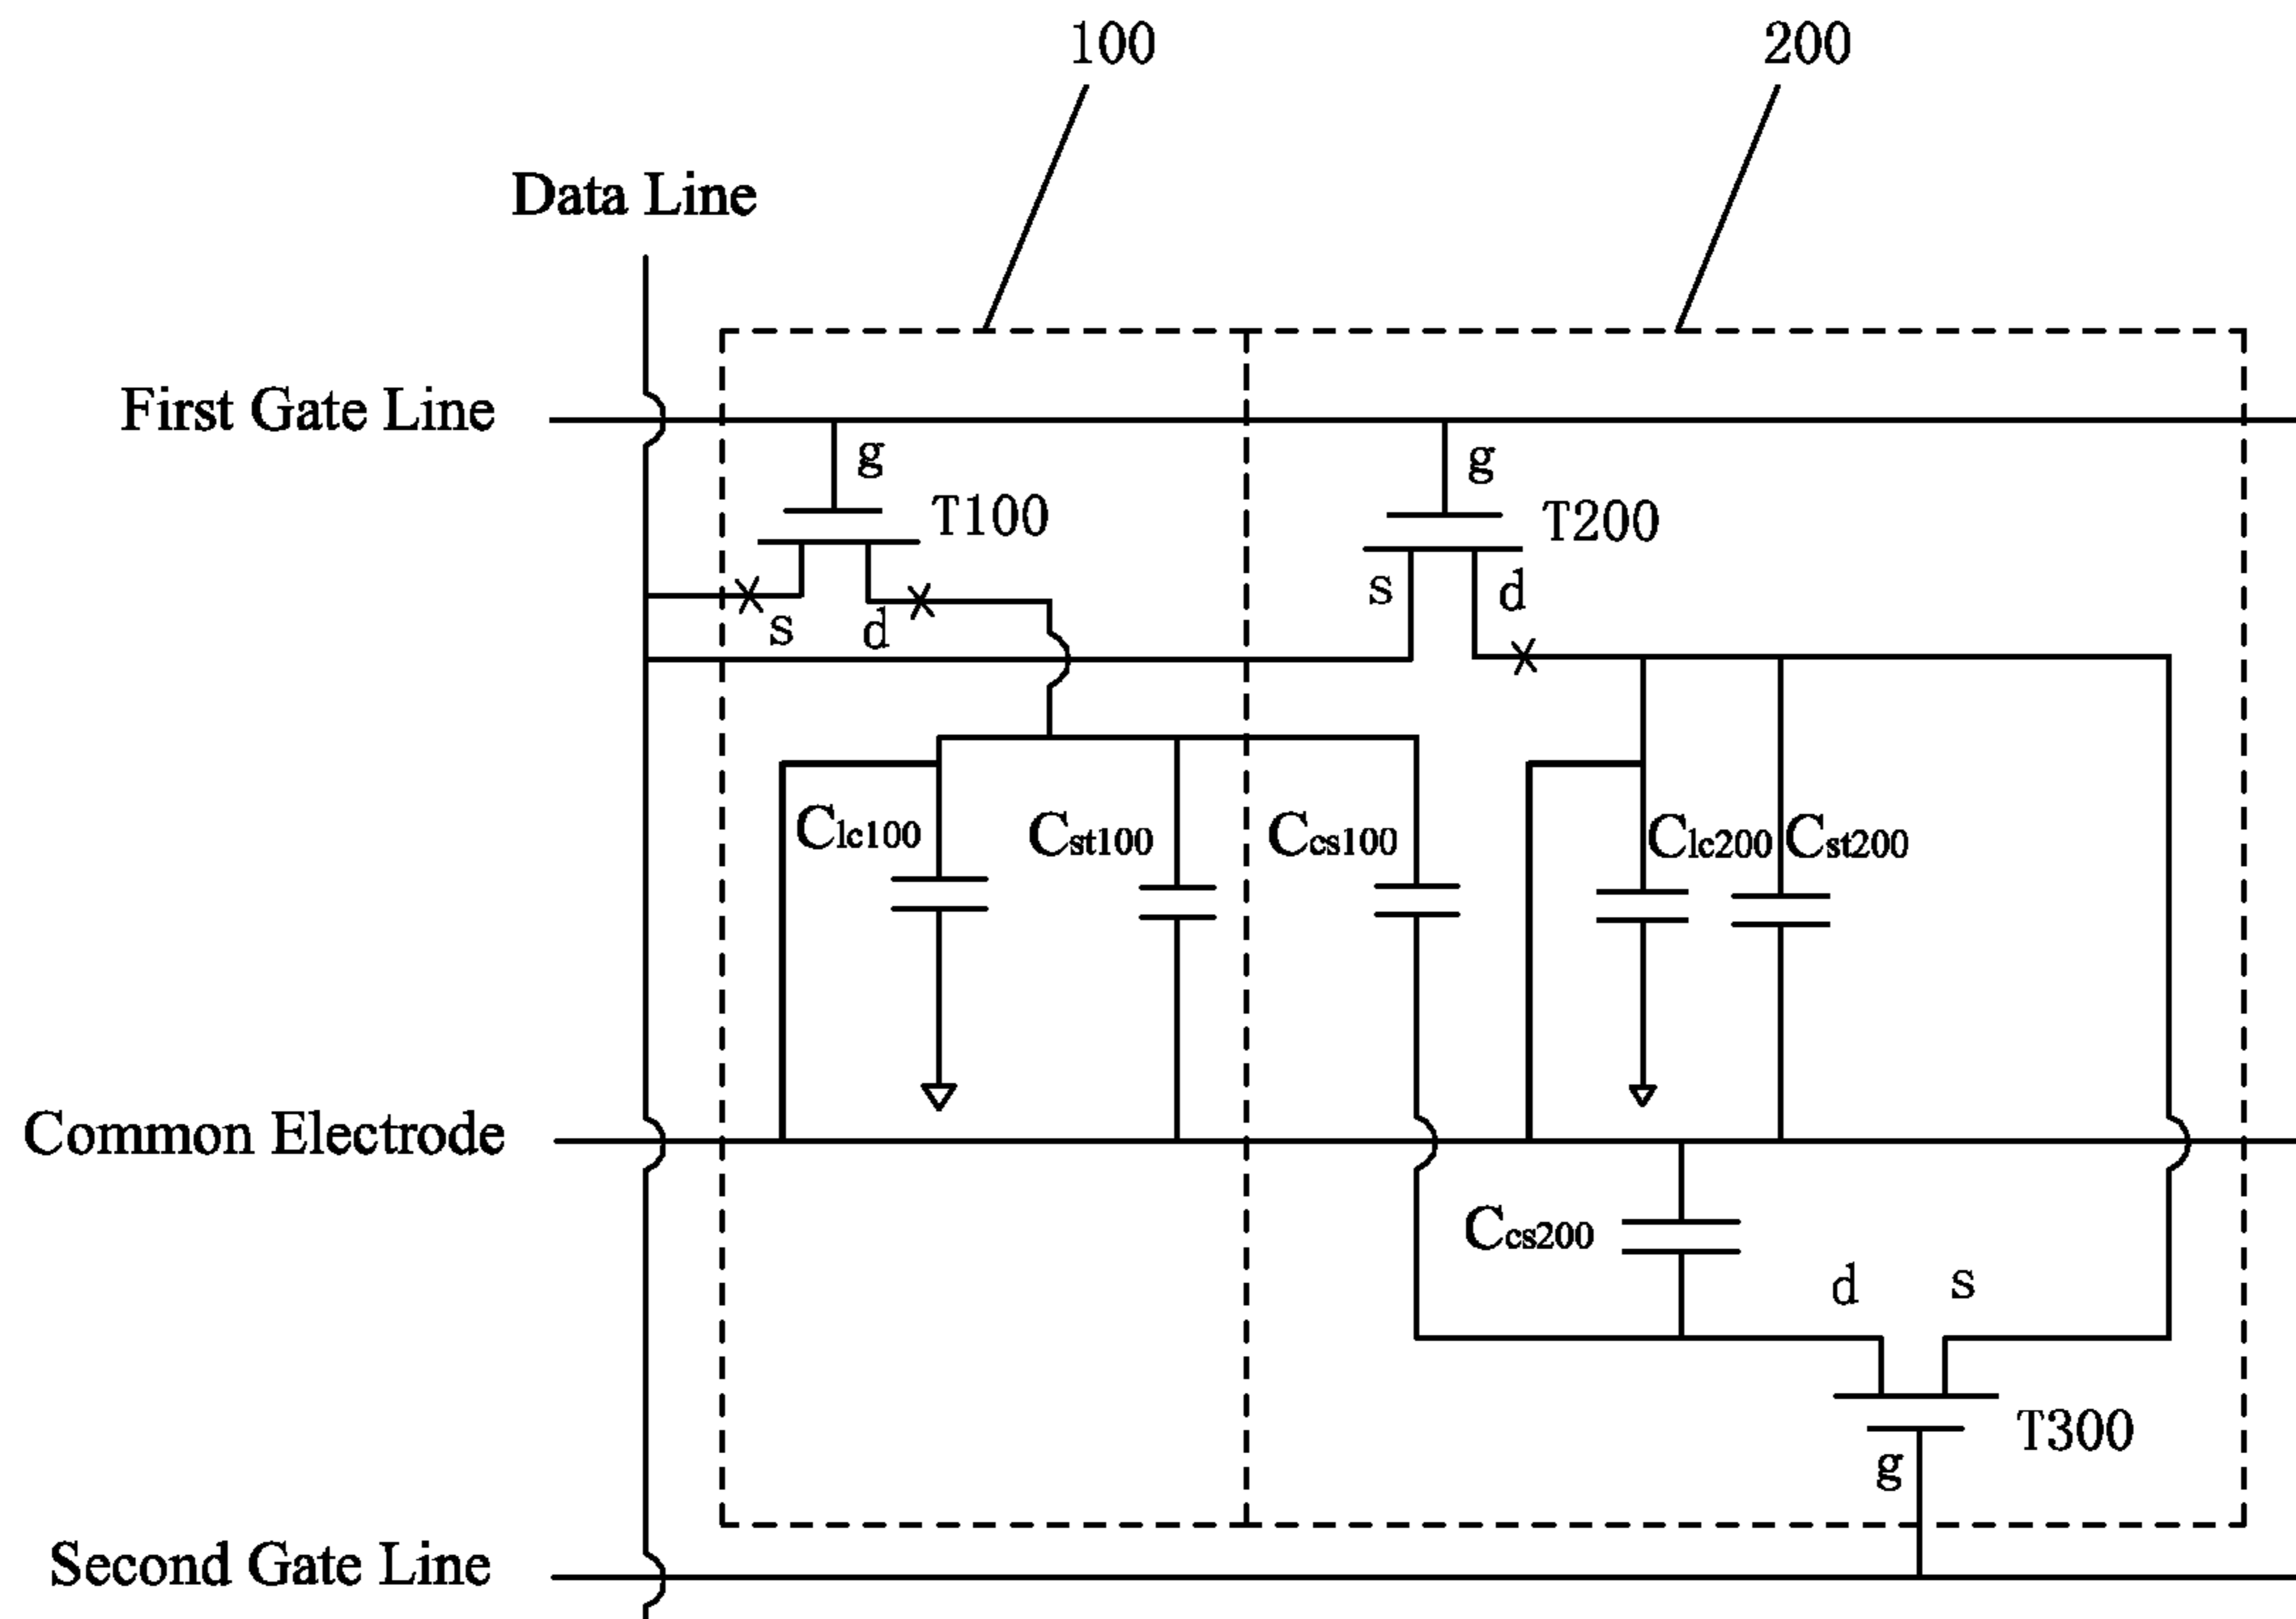 100
200
Data Line
First Gate Line
g
g
T100
T200
s
d
s
d
Clc100
Cst100
Ccs100
Clc200
Cst200
Common Electrode
Ccs200
d
s
T300
g
Second Gate Line